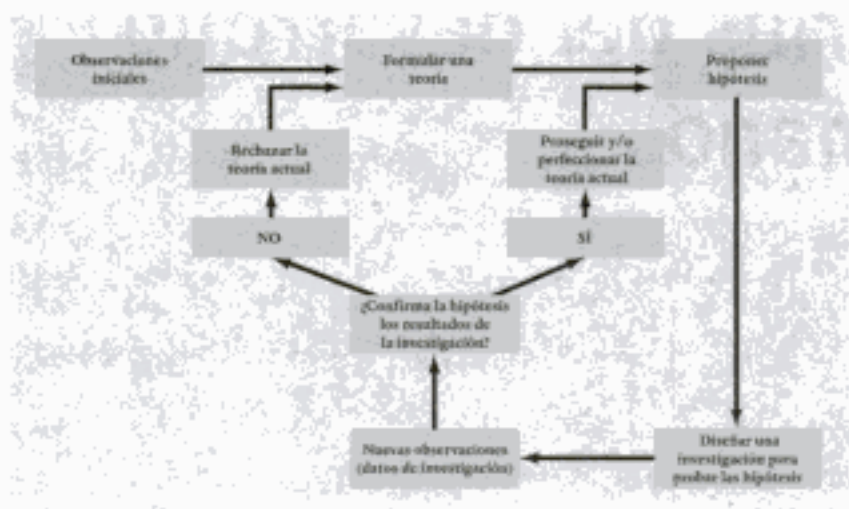 Observaciones
iniciales
Formular una
teoría
Proponer
hipótesis
Rechazar la
teoría actual
Proseguir y/o
perfeccionar la
teoría actual
NO
SÍ
¿Confirma la hipótesis
los resultados de
la investigación?
Nuevas observaciones
(datos de investigación)
Diseñar una
investigación para
probar las hipótesis